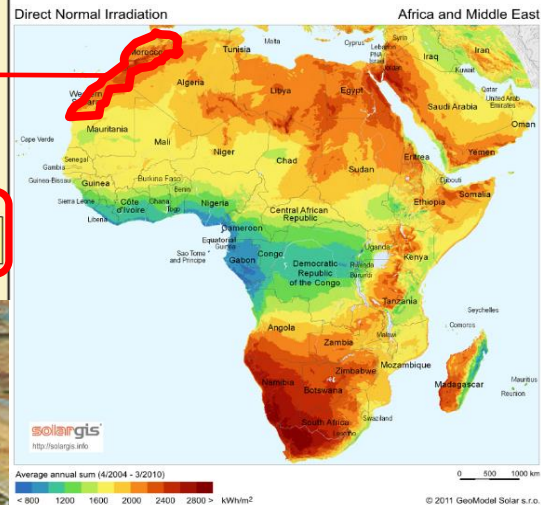 Direct Normal Irradiation
Africa and Middle East
Malta
Cyprus
Syria
Iraq
Iran
Morocco
Tunisia
Kuwait
Algeria
Libya
Egypt
Qatar
United Arab
Emirates
Saudi Arabia
Oman
Mauritania
Mali
Niger
Chad
Sudan
Eritrea
Yemen
Cape Verde
Senegal
Gambia
Guinea-Bissau
Guinea
Burkina Faso
Benin
Djibouti
Somalia
Sierra Leone
Côte
d'Ivoire
Ghana
Togo
Nigeria
Ethiopia
Liberia
Central African
Republic
Cameroon
Equatorial
Guinea
Sao Tome
and Principe
Gabon
Congo
Democratic
Republic
of the Congo
Uganda
Rwanda
Burundi
Kenya
Tanzania
Seychelles
Comoros
Angola
Zambia
Malawi
Mozambique
Zimbabwe
Namibia
Botswana
Madagascar
Mauritius
Reunion
Swaziland
South Africa
Lesotho
solargis
http://solargis.info
Average annual sum (4/2004 - 3/2010)
< 800 1200 1600 2000 2400 2800 > kWh/m²
0 500 1000 km
© 2011 GeoModel Solar s.r.o.